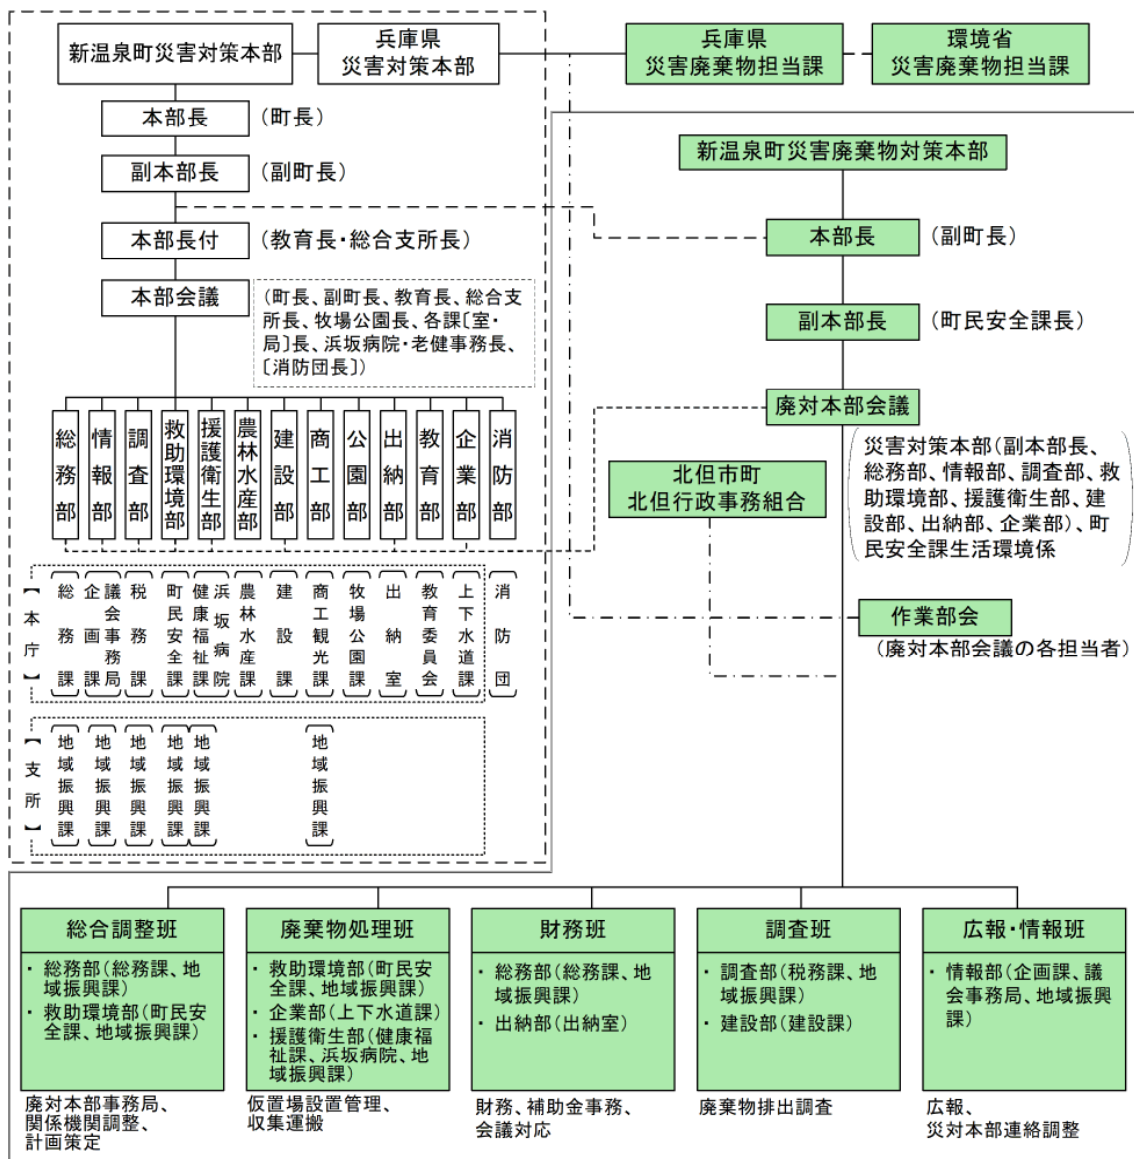 新温泉町災害対策本部
兵庫県
災害対策本部
兵庫県
災害廃棄物担当課
環境省
災害廃棄物担当課
本部長
(町長)
副本部長
(副町長)
本部長付
(教育長・総合支所長)
本部会議
(町長、副町長、教育長、総合支
所長、牧場公園長、各課〔室・
局〕長、浜坂病院・老健事務長、
〔消防団長〕)
総務部
情報部
調査部
救助環境部
援護衛生部
農林水産部
建設部
商工部
公園部
出納部
教育部
企業部
消防部
【本庁】
総務課
企画課
議会事務局
税務課
町民安全課
健康福祉課
浜坂病院
農林水産課
建設課
商工観光課
牧場公園課
出納室
教育委員会
上下水道課
消防団
【支所】
地域振興課
地域振興課
地域振興課
地域振興課
地域振興課
地域振興課
新温泉町災害廃棄物対策本部
本部長
(副町長)
副本部長
(町民安全課長)
廃対本部会議
災害対策本部(副本部長、
総務部、情報部、調査部、救
助環境部、援護衛生部、建
設部、出納部、企業部)、町
民安全課生活環境係
北但市町
北但行政事務組合
作業部会
(廃対本部会議の各担当者)
総合調整班
・ 総務部(総務課、地
域振興課)
・ 救助環境部(町民安
全課、地域振興課)
廃対本部事務局、
関係機関調整、
計画策定
廃棄物処理班
・ 救助環境部(町民安
全課、地域振興課)
・ 企業部(上下水道課)
・ 援護衛生部(健康福
祉課、浜坂病院、地
域振興課)
仮置場設置管理、
収集運搬
財務班
・ 総務部(総務課、地
域振興課)
・ 出納部(出納室)
財務、補助金事務、
会議対応
調査班
・ 調査部(税務課、地
域振興課)
・ 建設部(建設課)
廃棄物排出調査
広報・情報班
・ 情報部(企画課、議
会事務局、地域振興
課)
広報、
災対本部連絡調整